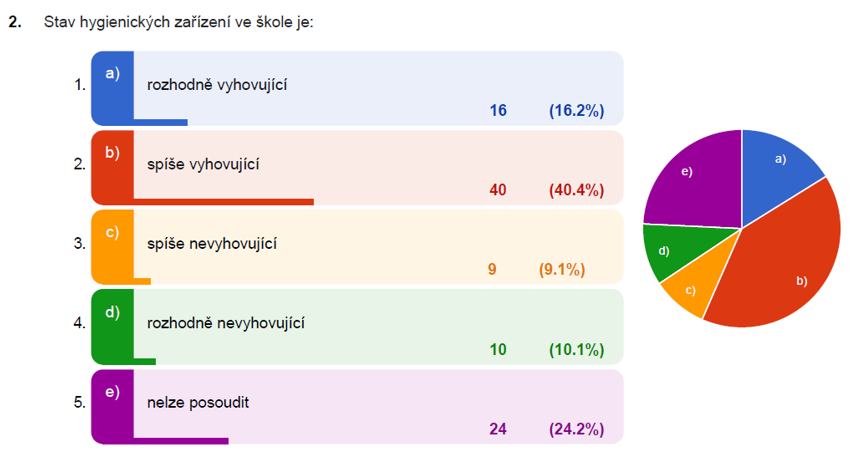 2. Stav hygienických zařízení ve škole je:
1. a) rozhodně vyhovující
16 (16.2%)
2. b) spíše vyhovující
40 (40.4%)
3. c) spíše nevyhovující
9 (9.1%)
4. d) rozhodně nevyhovující
10 (10.1%)
5. e) nelze posoudit
24 (24.2%)
a)
e)
d)
c)
b)